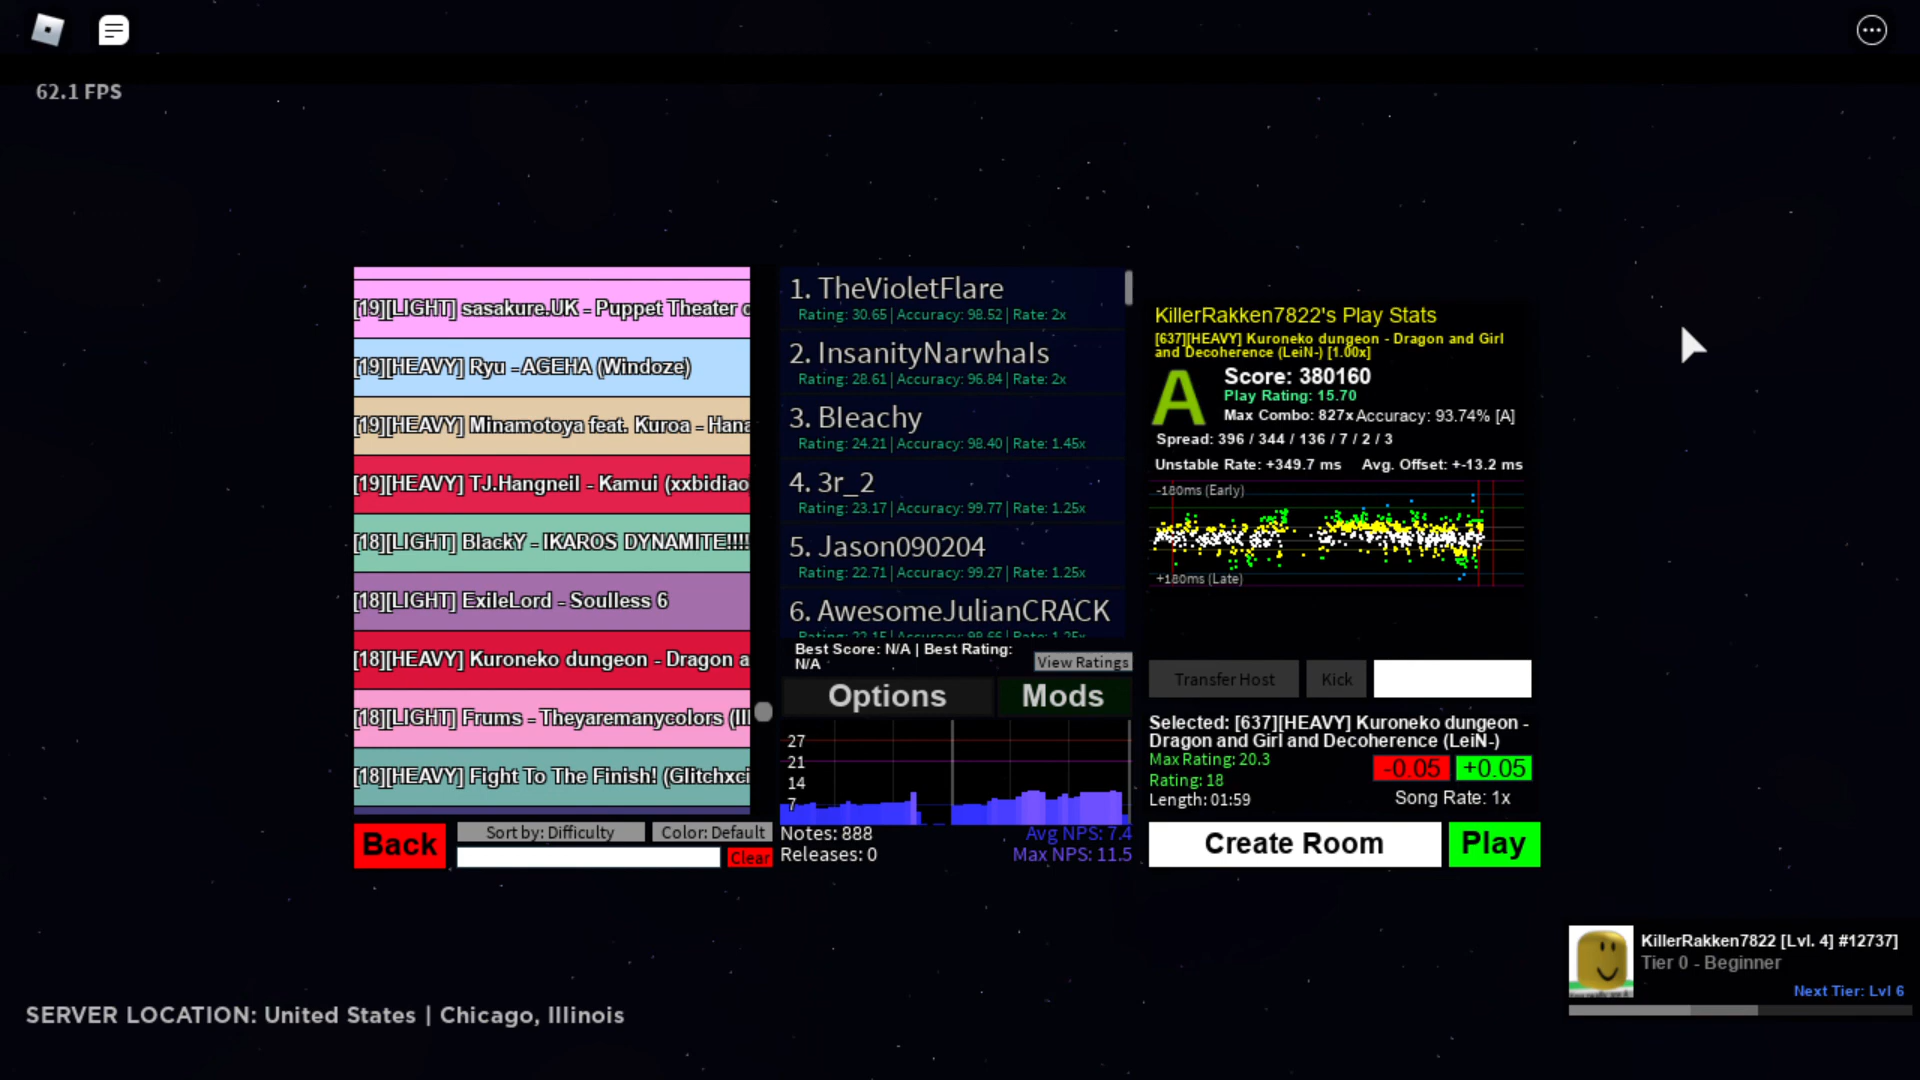 62.1 FPS
[19][LIGHT] sasakure.UK - Puppet Theater
[19][HEAVY] Ryu - AGEHA (Windoze)
[19][HEAVY] Minamotoya feat. Kuroa - Hana
[19][HEAVY] TJ.Hangneil - Kamui (xxbidiao
[18][LIGHT] BlackY - IKAROS DYNAMITE!!!!
[18][LIGHT] ExileLord - Soulless 6
[18][HEAVY] Kuroneko dungeon - Dragon a
[18][LIGHT] Frums - Theyaremanycolors (Ill
[18][HEAVY] Fight To The Finish! (Glitchxci
Back
Sort by: Difficulty
Color: Default
Clear
1. TheVioletFlare
Rating: 30.65 | Accuracy: 98.52 | Rate: 2x
2. InsanityNarwhaIs
Rating: 28.61 | Accuracy: 96.84 | Rate: 2x
3. BIeachy
Rating: 24.21 | Accuracy: 98.40 | Rate: 1.45x
4. 3r_2
Rating: 23.17 | Accuracy: 99.77 | Rate: 1.25x
5. Jason090204
Rating: 22.71 | Accuracy: 99.27 | Rate: 1.25x
6. AwesomeJulianCRACK
Rating: 22.15 | Accuracy: 98.66 | Rate: 1.25x
Best Score: N/A | Best Rating:
N/A
View Ratings
Options
Mods
27
21
14
7
Notes: 888
Avg NPS: 7.4
Releases: 0
Max NPS: 11.5
KillerRakken7822's Play Stats
[637][HEAVY] Kuroneko dungeon - Dragon and Girl
and Decoherence (LeiN-) [1.00x]
A
Score: 380160
Play Rating: 15.70
Max Combo: 827x
Accuracy: 93.74% [A]
Spread: 396 / 344 / 136 / 7 / 2 / 3
Unstable Rate: +349.7 ms
Avg. Offset: +-13.2 ms
-180ms (Early)
+180ms (Late)
Transfer Host
Kick
Selected: [637][HEAVY] Kuroneko dungeon -
Dragon and Girl and Decoherence (LeiN-)
Max Rating: 20.3
Rating: 18
Length: 01:59
-0.05
+0.05
Song Rate: 1x
Create Room
Play
KillerRakken7822 [Lvl. 4] #12737]
Tier 0 - Beginner
Next Tier: Lvl 6
SERVER LOCATION: United States | Chicago, Illinois